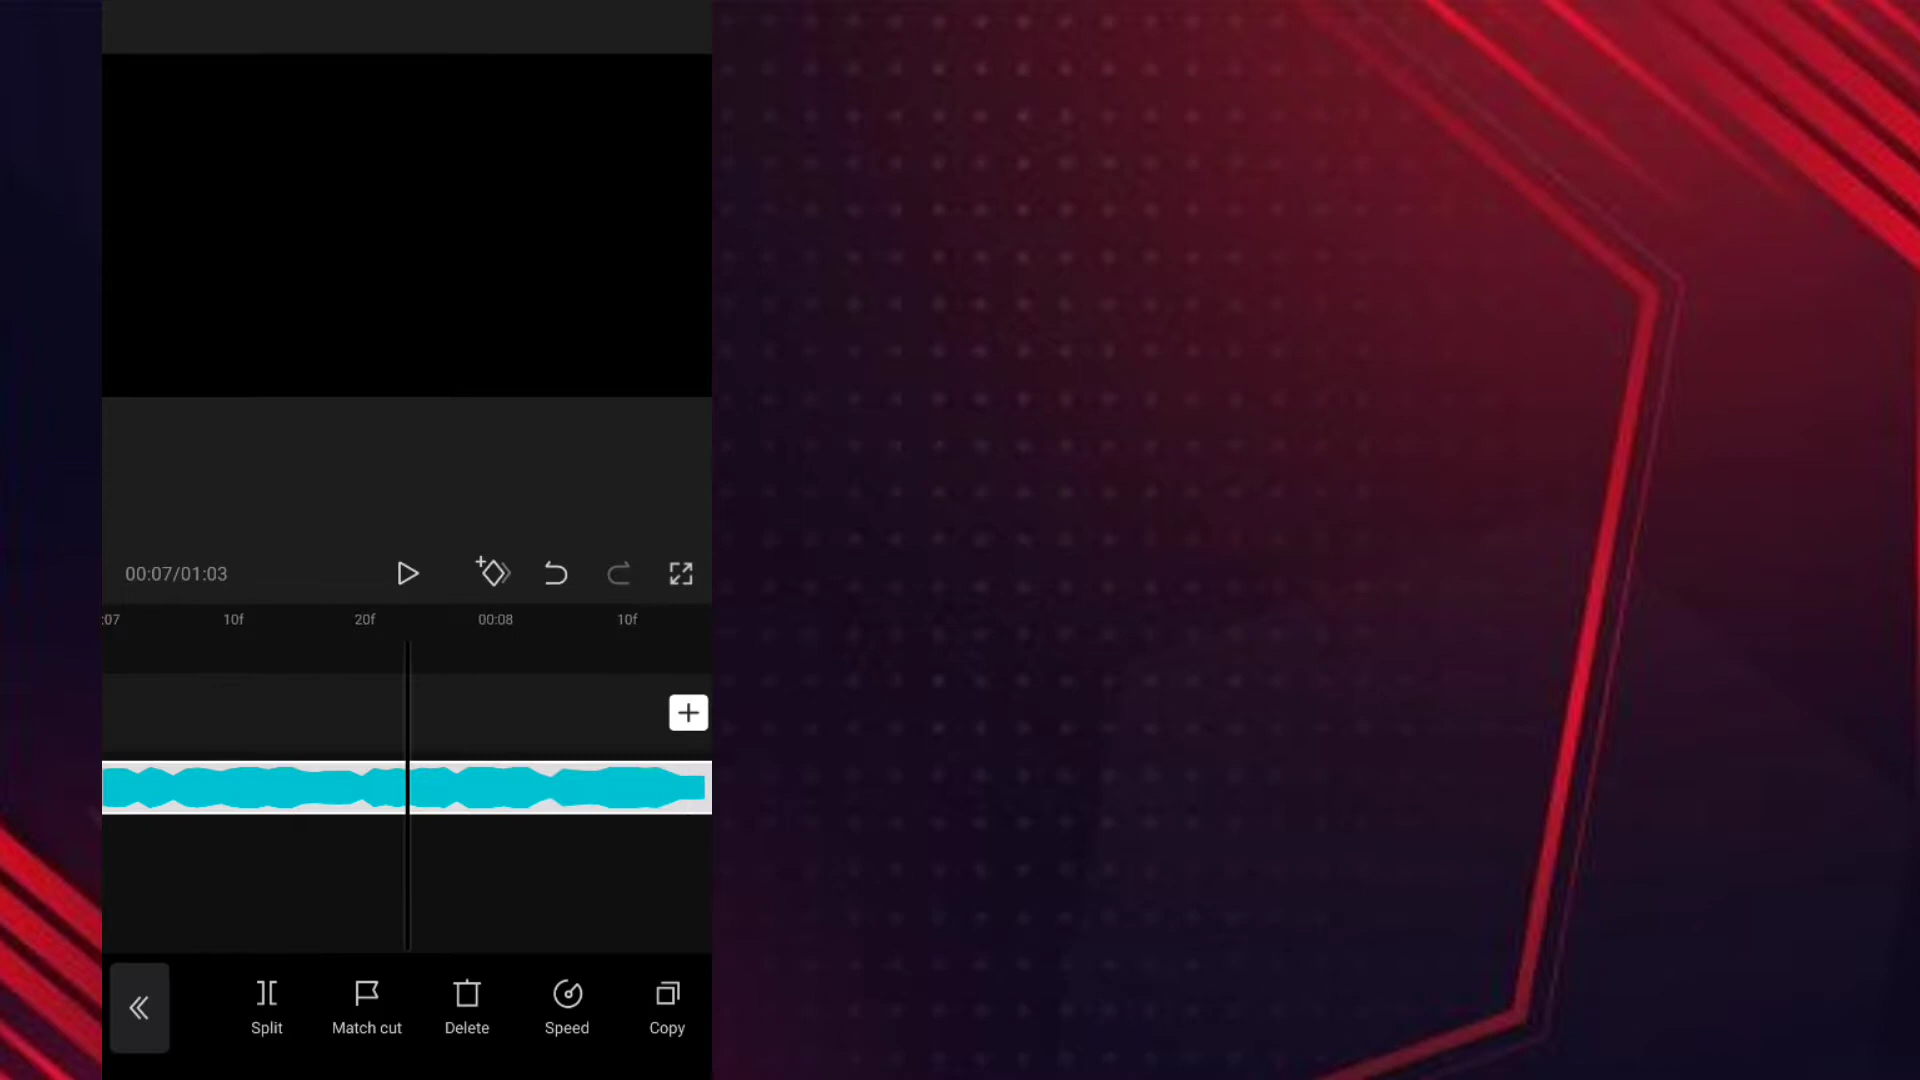 00:07/01:03
:07 10f 20f 00:08 10f
Split Match cut Delete Speed Copy